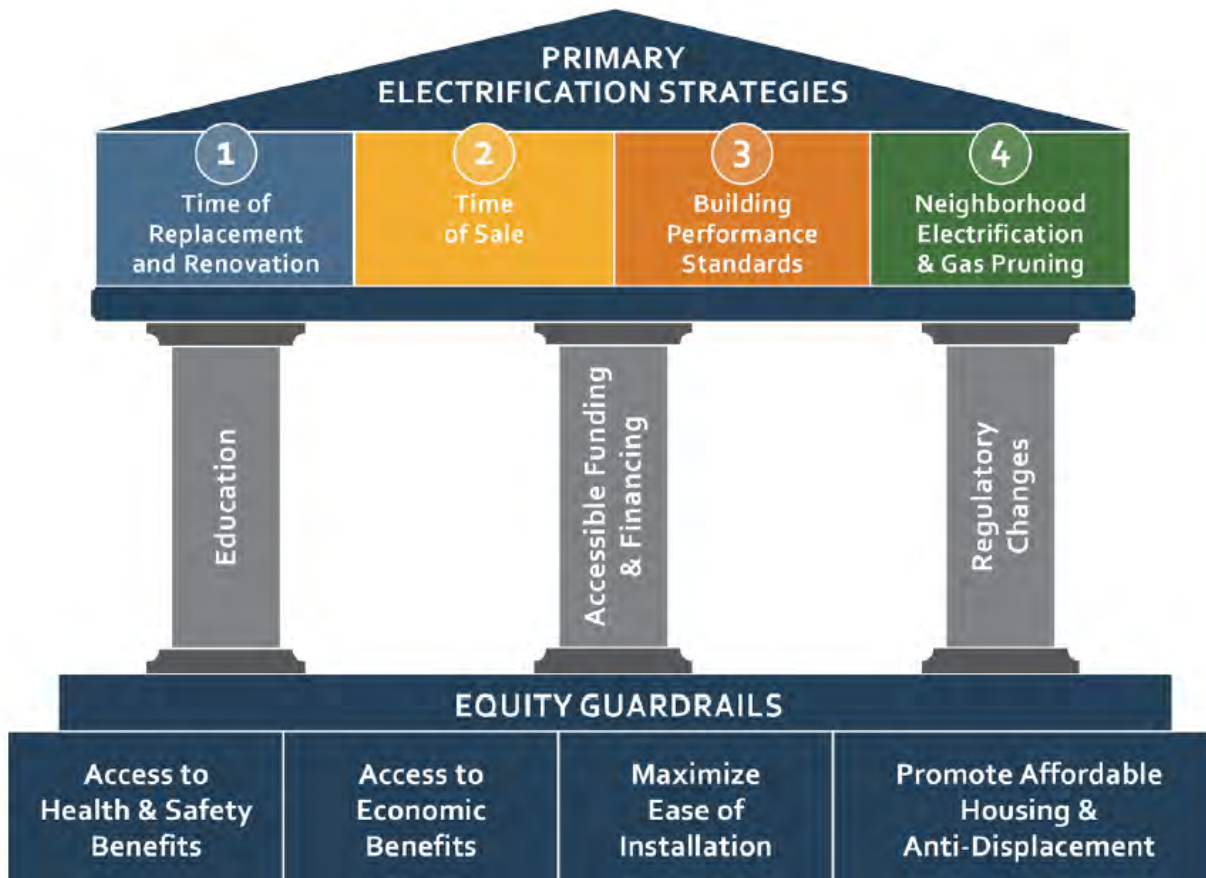 PRIMARY
ELECTRIFICATION STRATEGIES
1
Time of
Replacement
and Renovation
2
Time
of Sale
3
Building
Performance
Standards
4
Neighborhood
Electrification
& Gas Pruning
Education
Accessible Funding
& Financing
Regulatory
Changes
EQUITY GUARDRAILS
Access to
Health & Safety
Benefits
Access to
Economic
Benefits
Maximize
Ease of
Installation
Promote Affordable
Housing &
Anti-Displacement